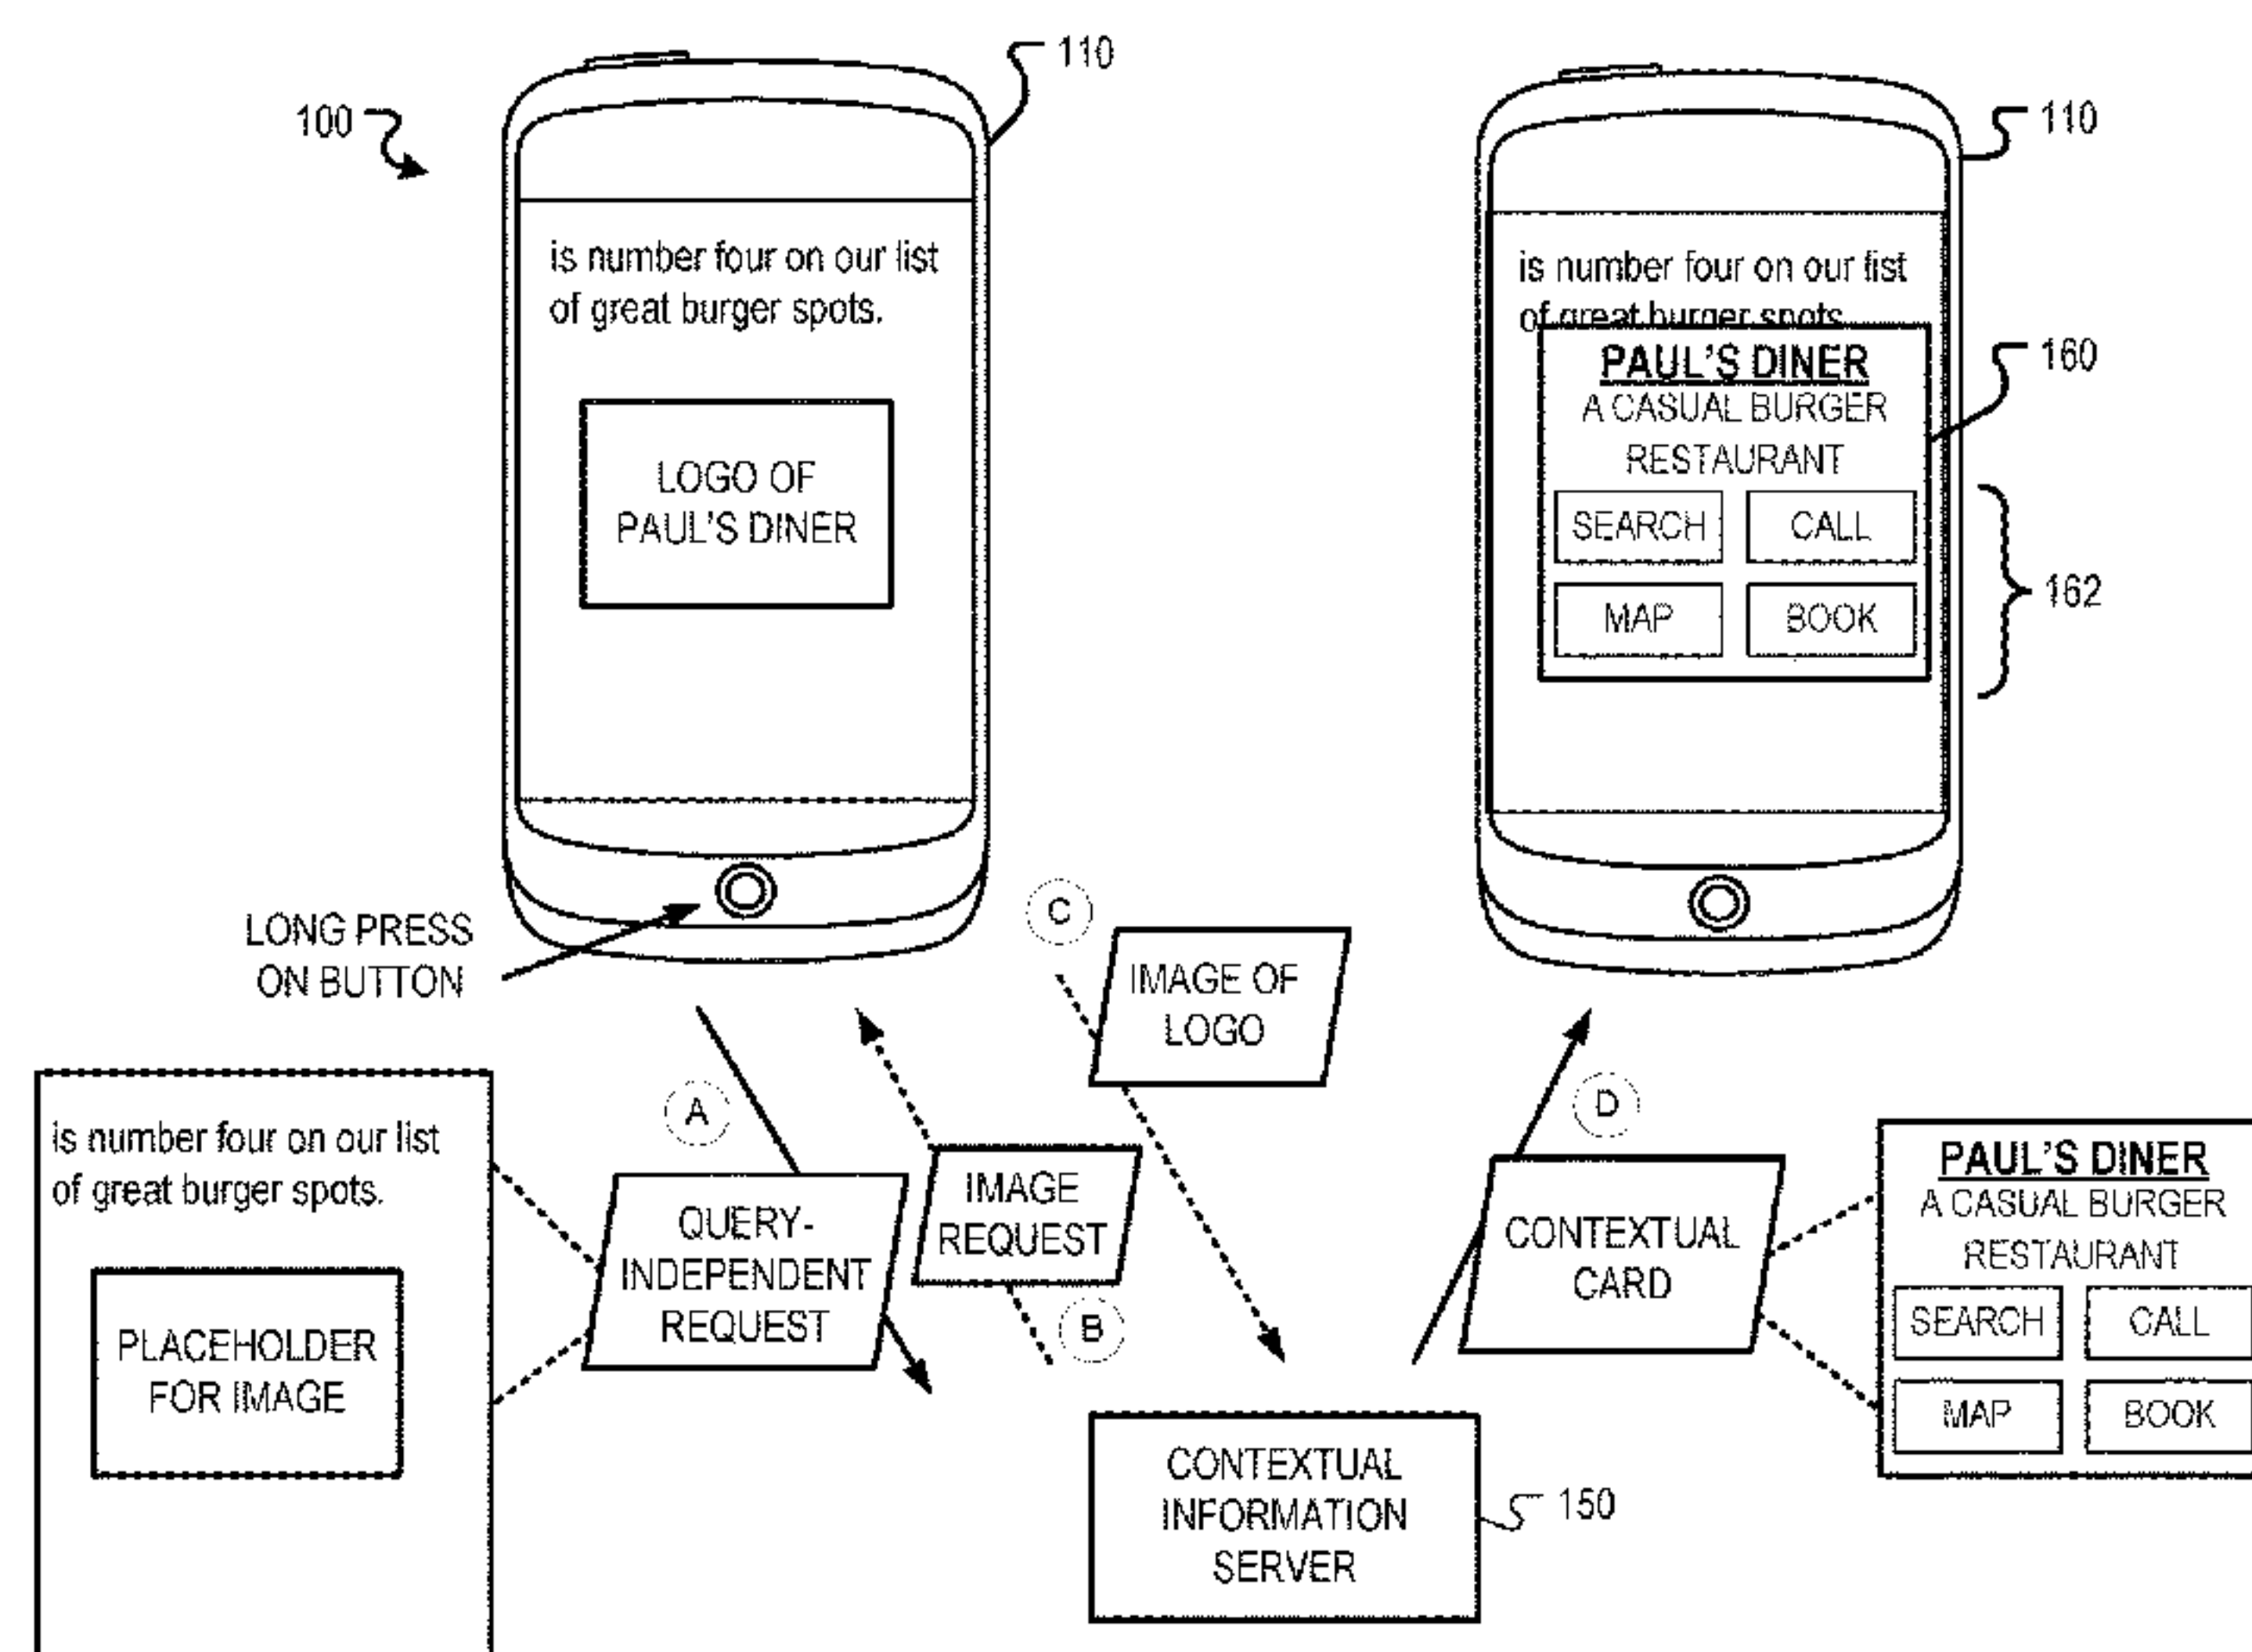 100
110
is number four on our list
of great burger spots.
LOGO OF
PAUL'S DINER
LONG PRESS
ON BUTTON
110
is number four on our list
of great burger spots
PAUL'S DINER
A CASUAL BURGER
RESTAURANT
SEARCH
CALL
MAP
BOOK
160
162
A
is number four on our list
of great burger spots.
PLACEHOLDER
FOR IMAGE
QUERY-
INDEPENDENT
REQUEST
IMAGE
REQUEST
B
C
IMAGE OF
LOGO
D
CONTEXTUAL
CARD
PAUL'S DINER
A CASUAL BURGER
RESTAURANT
SEARCH
CALL
MAP
BOOK
CONTEXTUAL
INFORMATION
SERVER
150